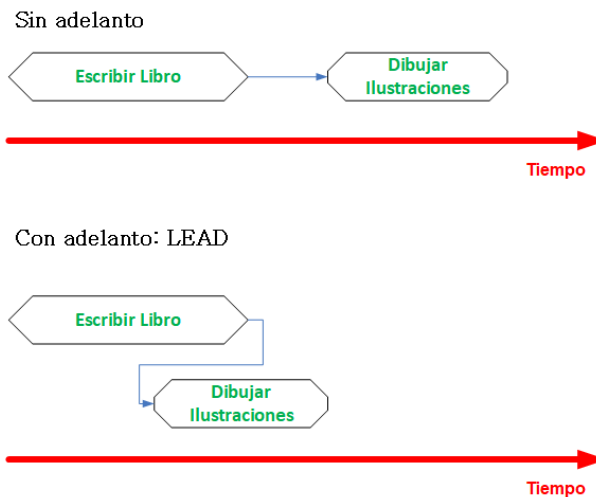 Sin adelanto
Escribir Libro
Dibujar
Ilustraciones
Tiempo
Con adelanto: LEAD
Escribir Libro
Dibujar
Ilustraciones
Tiempo